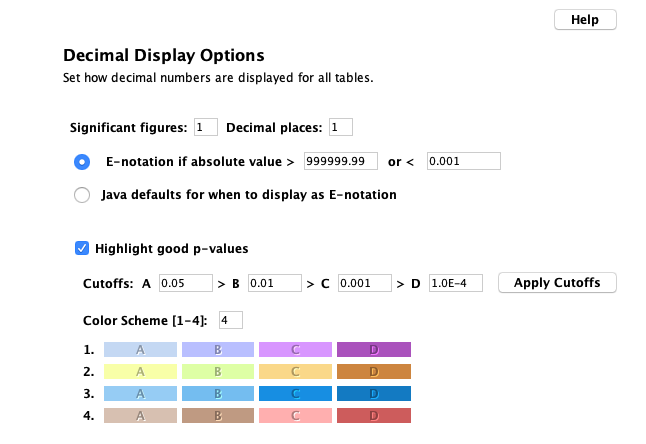 Help
Decimal Display Options
Set how decimal numbers are displayed for all tables.
Significant figures: 1 Decimal places: 1
E-notation if absolute value > 999999.99 or < 0.001
Java defaults for when to display as E-notation
Highlight good p-values
Cutoffs: A 0.05 > B 0.01 > C 0.001 > D 1.0E-4 Apply Cutoffs
Color Scheme [1-4]: 4
1. A B C D
2. A B C D
3. A B C D
4. A B C D